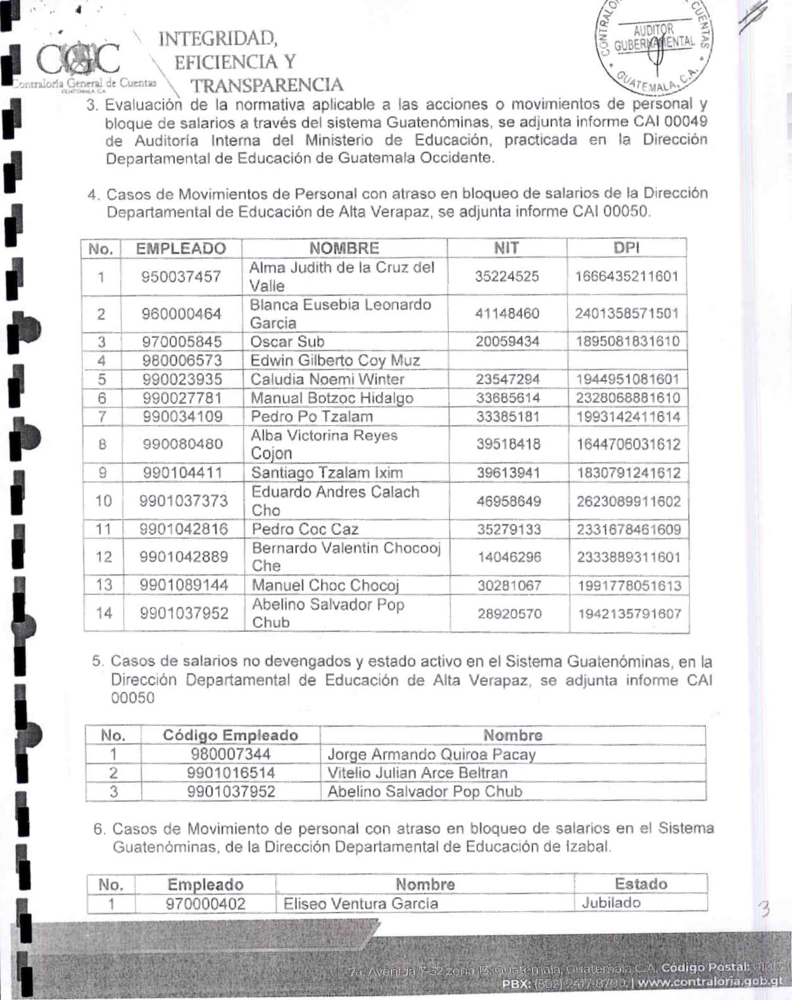 CONTRALOR CUENTAS
AUDITOR
GUBERNAMENTAL
GUATEMALA, C.A.
INTEGRIDAD,
EFICIENCIA Y
TRANSPARENCIA
CGC
Contraloría General de Cuentas
GUATEMALA, C.A.
3. Evaluación de la normativa aplicable a las acciones o movimientos de personal y
bloque de salarios a través del sistema Guatenóminas, se adjunta informe CAI 00049
de Auditoría Interna del Ministerio de Educación, practicada en la Dirección
Departamental de Educación de Guatemala Occidente.
4. Casos de Movimientos de Personal con atraso en bloqueo de salarios de la Dirección
Departamental de Educación de Alta Verapaz, se adjunta informe CAI 00050.
No. EMPLEADO NOMBRE NIT DPI
1 950037457 Alma Judith de la Cruz del Valle 35224525 1666435211601
2 960000464 Blanca Eusebia Leonardo Garcia 41148460 2401358571501
3 970005845 Oscar Sub 20059434 1895081831610
4 980006573 Edwin Gilberto Coy Muz
5 990023935 Caludia Noemi Winter 23547294 1944951081601
6 990027781 Manual Botzoc Hidalgo 33685614 2328068881610
7 990034109 Pedro Po Tzalam 33385181 1993142411614
8 990080480 Alba Victorina Reyes Cojon 39518418 1644706031612
9 990104411 Santiago Tzalam Ixim 39613941 1830791241612
10 9901037373 Eduardo Andres Calach Cho 46958649 2623089911602
11 9901042816 Pedro Coc Caz 35279133 2331678461609
12 9901042889 Bernardo Valentin Chocooj Che 14046296 2333889311601
13 9901089144 Manuel Choc Chocoj 30281067 1991778051613
14 9901037952 Abelino Salvador Pop Chub 28920570 1942135791607
5. Casos de salarios no devengados y estado activo en el Sistema Guatenóminas, en la
Dirección Departamental de Educación de Alta Verapaz, se adjunta informe CAI
00050
No. Código Empleado Nombre
1 980007344 Jorge Armando Quiroa Pacay
2 9901016514 Vitelio Julian Arce Beltran
3 9901037952 Abelino Salvador Pop Chub
6. Casos de Movimiento de personal con atraso en bloqueo de salarios en el Sistema
Guatenóminas, de la Dirección Departamental de Educación de Izabal.
No. Empleado Nombre Estado
1 970000402 Eliseo Ventura García Jubilado
3
7a. Avenida 7-32 zona 13, Guatemala, Guatemala C.A. Código Postal: 01013
PBX: (502) 2417-8700 | www.contraloria.gob.gt